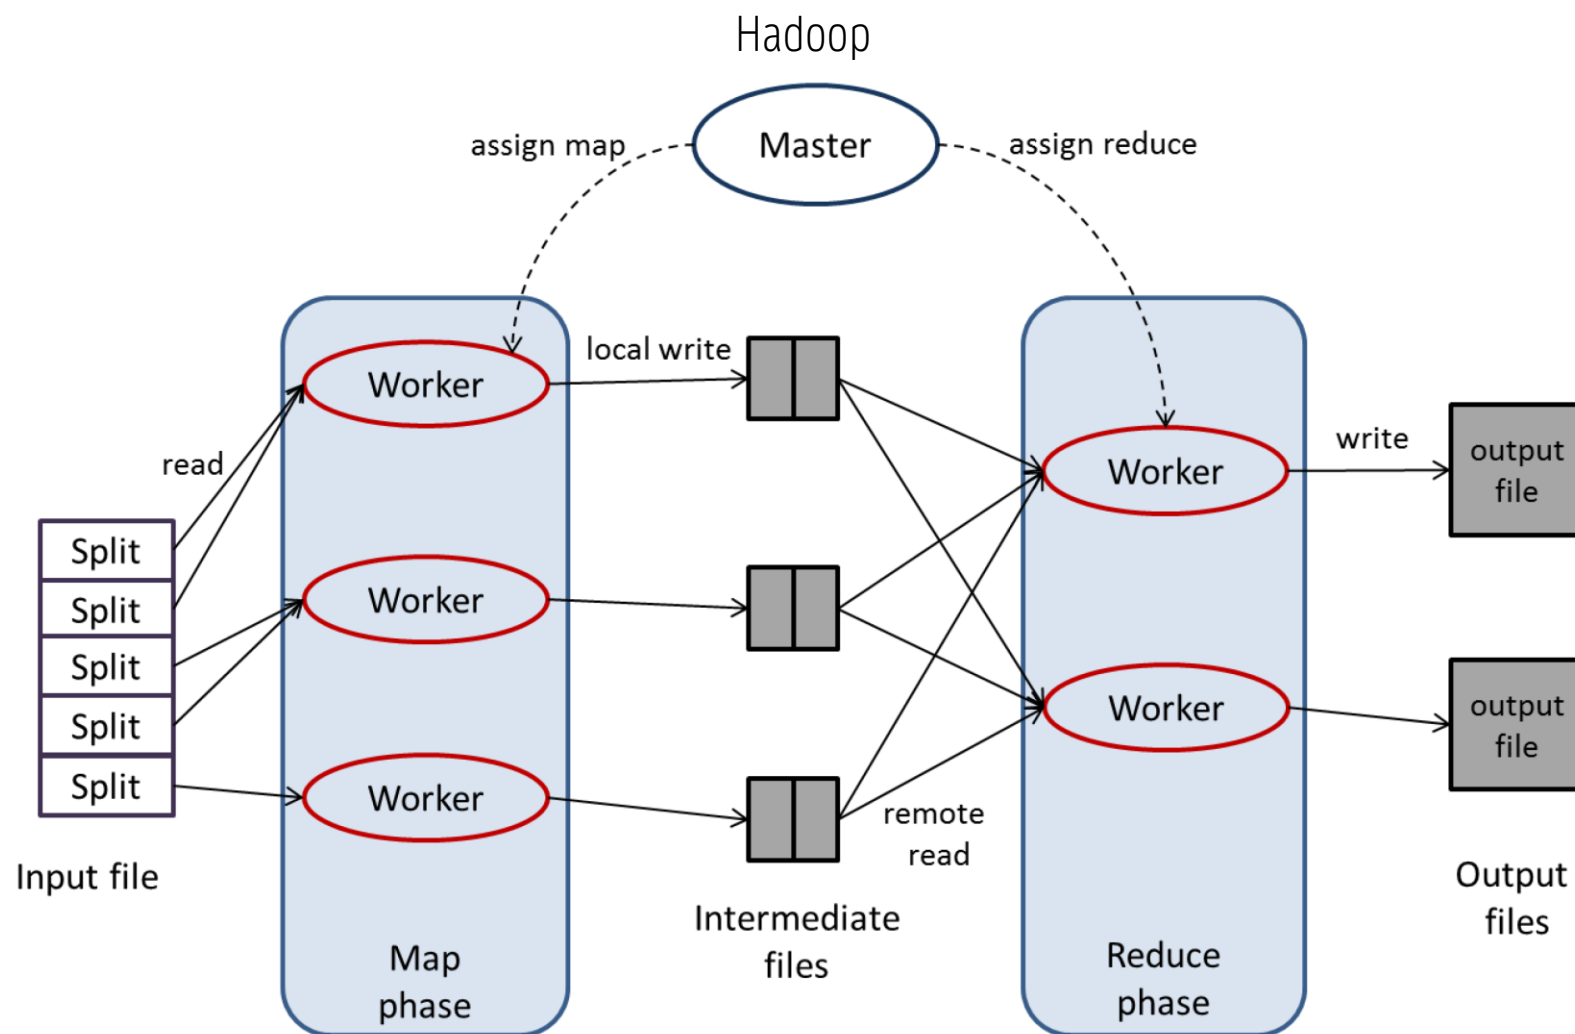 Hadoop
assign map
Master
assign reduce
Worker
local write
read
Worker
write
output
file
Split
Split
Split
Split
Split
Worker
Worker
output
file
Worker
remote
read
Input file
Intermediate
files
Output
files
Map
phase
Reduce
phase